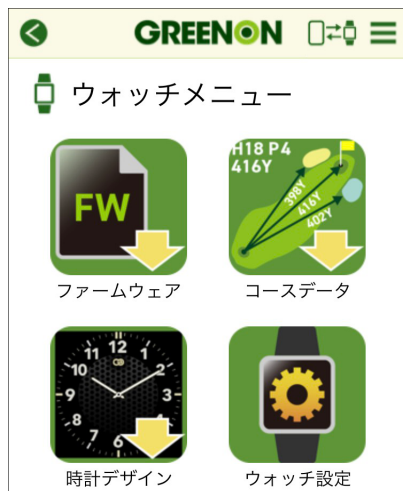 GREENON
ウォッチメニュー
FW
H18 P4
416Y
398Y
416Y
402Y
ファームウェア
コースデータ
12
11
1
10
2
9
3
8
4
7
6
時計デザイン
ウォッチ設定